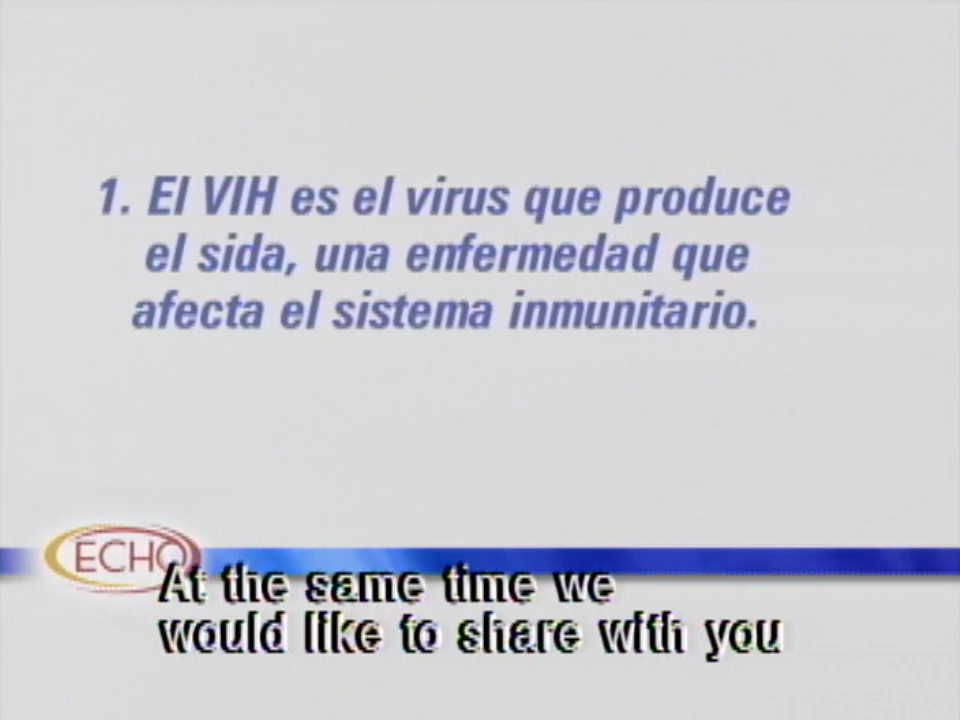 1. El VIH es el virus que produce
el sida, una enfermedad que
afecta el sistema inmunitario.
ECHO
At the same time we
would like to share with you